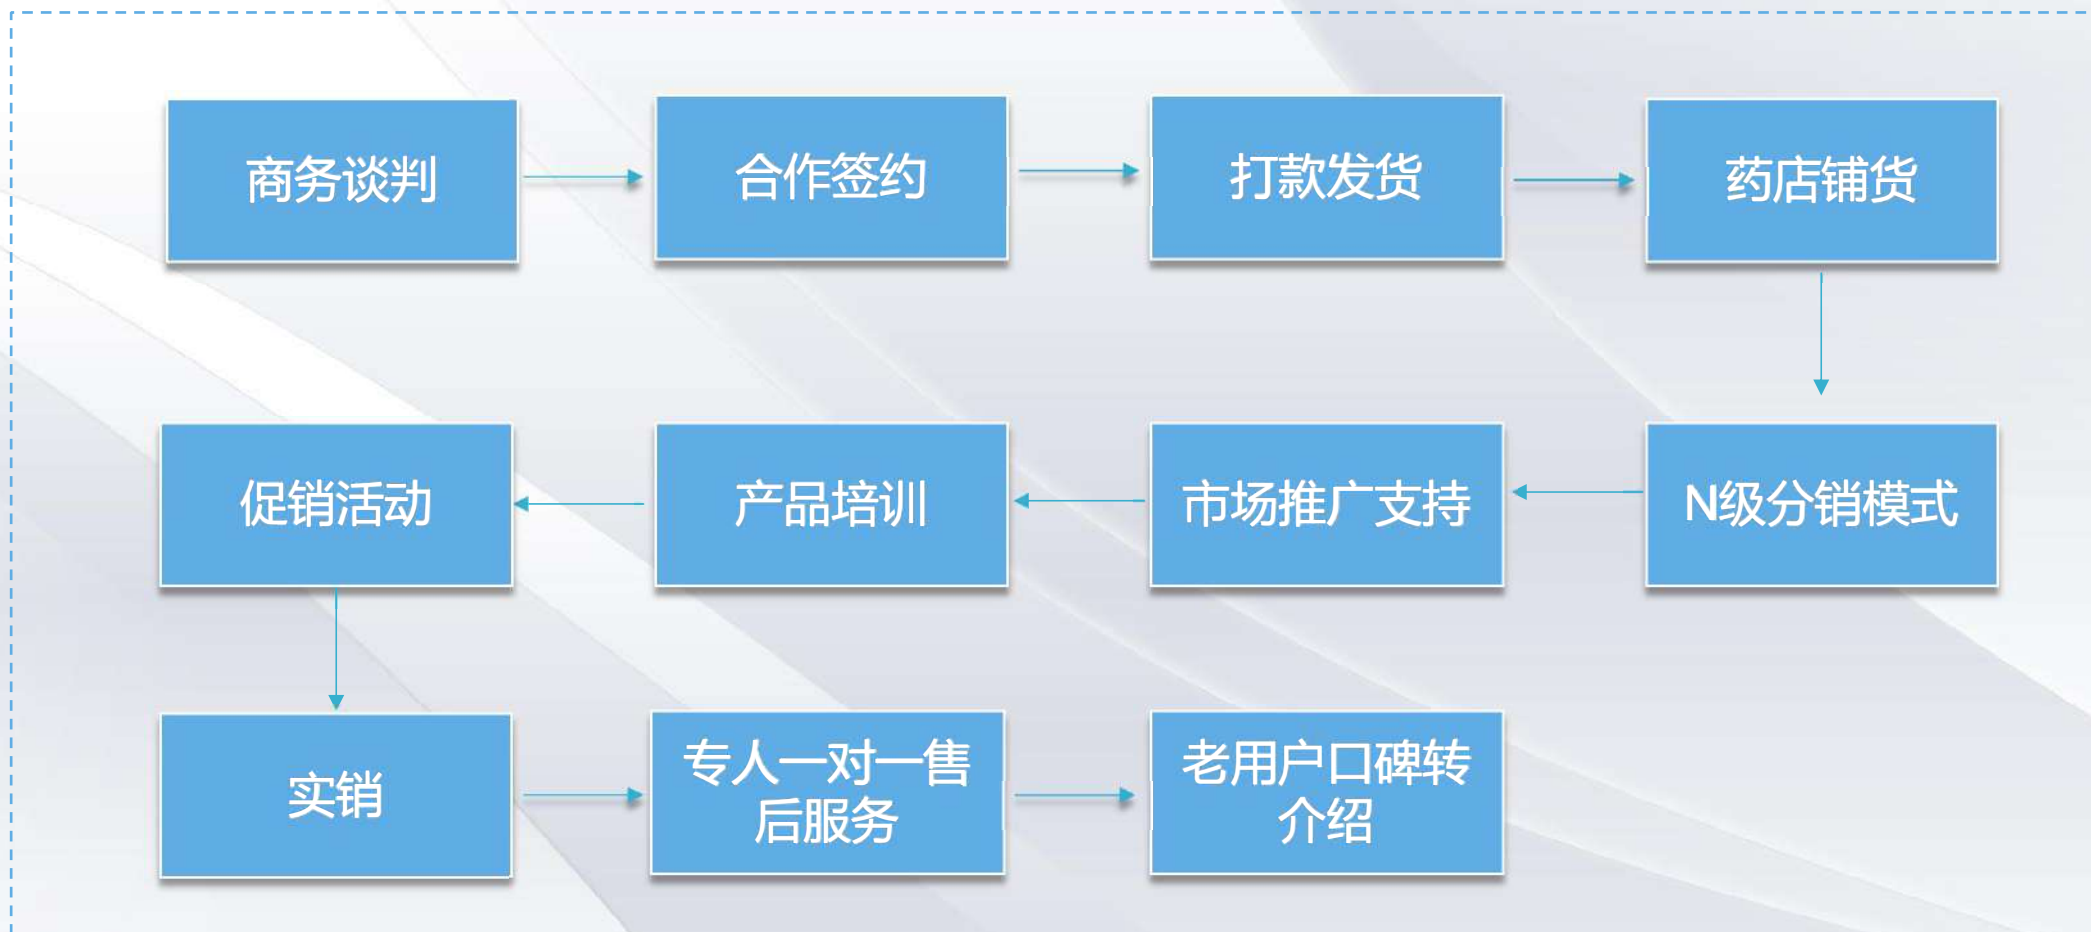 商务谈判
合作签约
打款发货
药店铺货
促销活动
产品培训
市场推广支持
N级分销模式
实销
专人一对一售
后服务
老用户口碑转
介绍